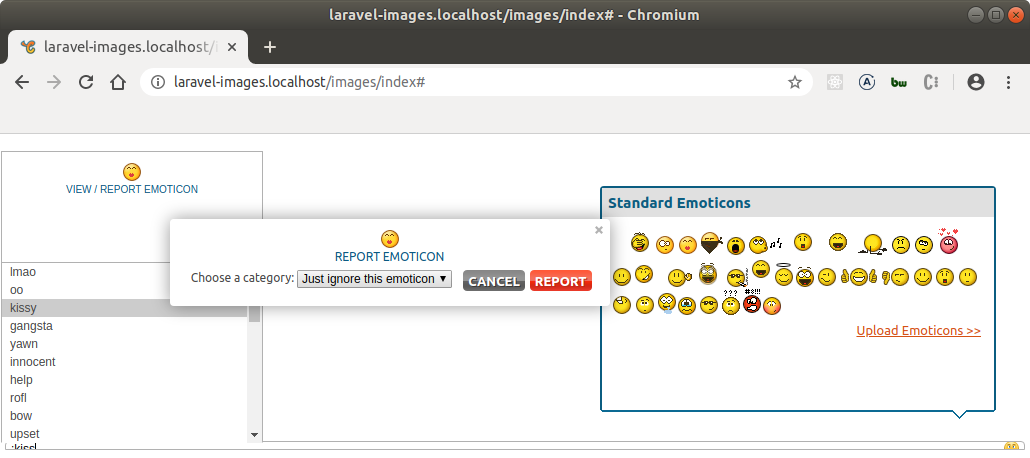 laravel-images.localhost/images/index# - Chromium
laravel-images.localhost/i
laravel-images.localhost/images/index#
VIEW / REPORT EMOTICON
Standard Emoticons
REPORT EMOTICON
Choose a category: Just ignore this emoticon CANCEL REPORT
lmao
oo
kissy
gangsta
yawn
innocent
help
rofl
bow
upset
Upload Emoticons >>
:kiss